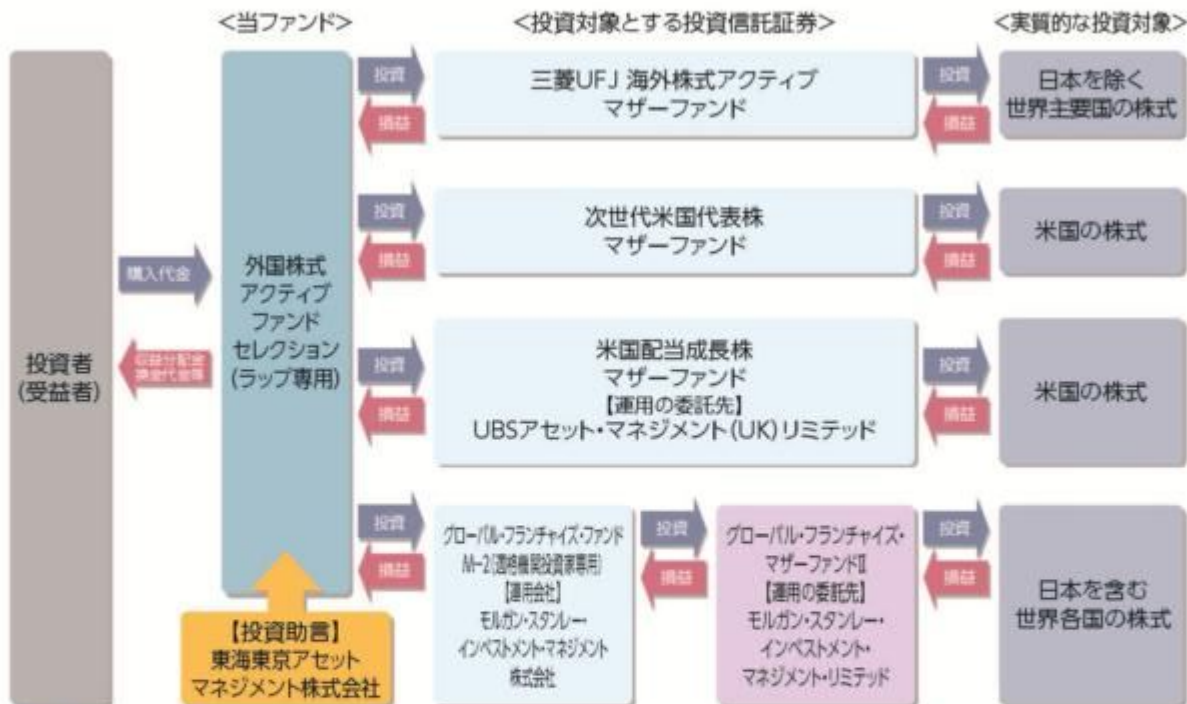 <当ファンド>
<投資対象とする投資信託証券>
<実質的な投資対象>
投資者
(受益者)
購入代金
収益分配金
換金代金等
外国株式
アクティブ
ファンド
セレクション
(ラップ専用)
【投資助言】
東海東京アセット
マネジメント株式会社
投資
損益
三菱UFJ 海外株式アクティブ
マザーファンド
投資
損益
日本を除く
世界主要国の株式
投資
損益
次世代米国代表株
マザーファンド
投資
損益
米国の株式
投資
損益
米国配当成長株
マザーファンド
【運用の委託先】
UBSアセット・マネジメント(UK)リミテッド
投資
損益
米国の株式
投資
損益
グローバル・フランチャイズ・ファンド
M-2(適格機関投資家専用)
【運用会社】
モルガン・スタンレー・
インベストメント・マネジメント
株式会社
投資
損益
グローバル・フランチャイズ・
マザーファンドⅡ
【運用の委託先】
モルガン・スタンレー・
インベストメント・
マネジメント・リミテッド
投資
損益
日本を含む
世界各国の株式